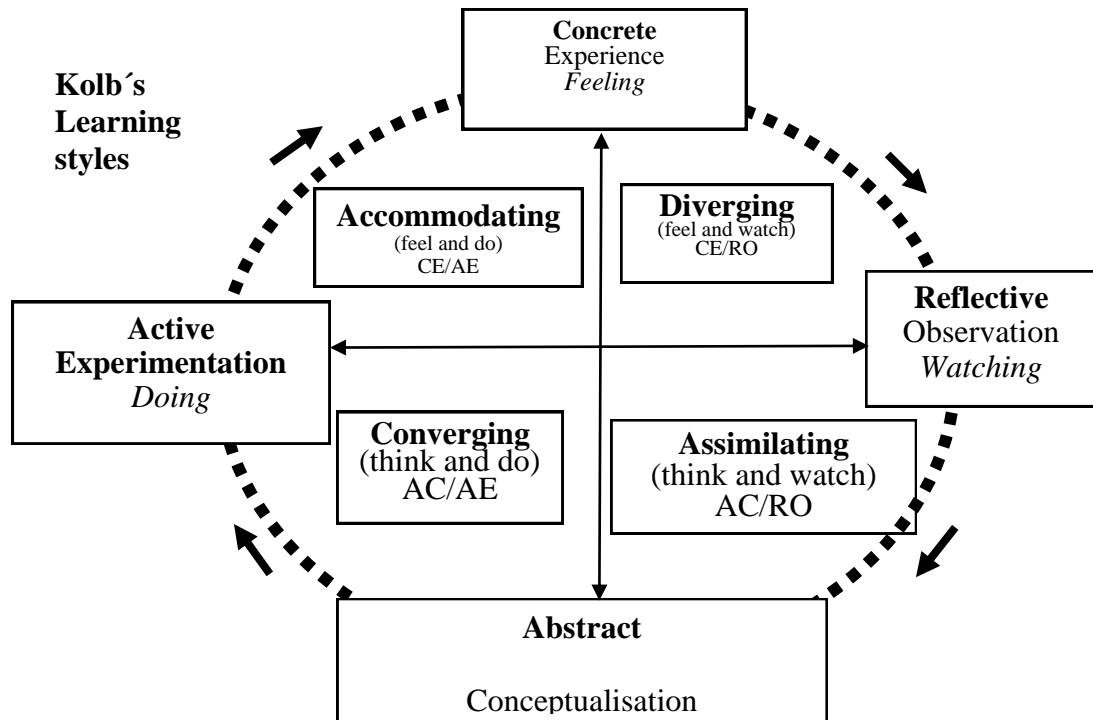 Concrete
Experience
Feeling
Kolb´s
Learning
styles
Accommodating
(feel and do)
CE/AE
Diverging
(feel and watch)
CE/RO
Active
Experimentation
Doing
Reflective
Observation
Watching
Converging
(think and do)
AC/AE
Assimilating
(think and watch)
AC/RO
Abstract
Conceptualisation